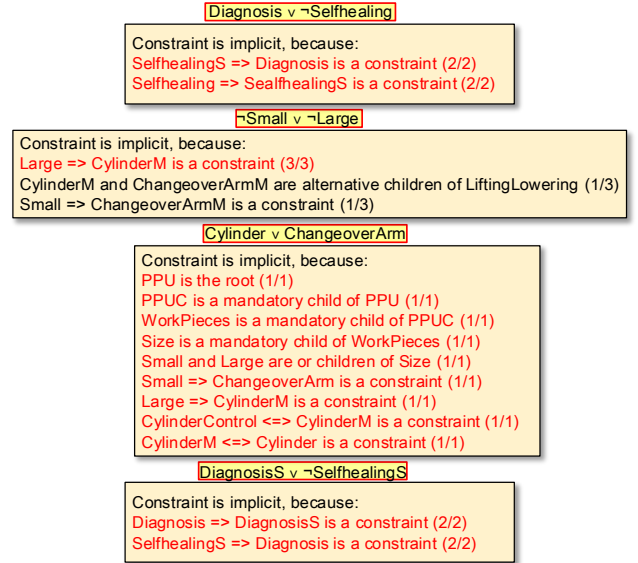 Diagnosis ∨ ¬Selfhealing
Constraint is implicit, because:
SelfhealingS => Diagnosis is a constraint (2/2)
Selfhealing => SealfhealingS is a constraint (2/2)
¬Small ∨ ¬Large
Constraint is implicit, because:
Large => CylinderM is a constraint (3/3)
CylinderM and ChangeoverArmM are alternative children of LiftingLowering (1/3)
Small => ChangeoverArmM is a constraint (1/3)
Cylinder ∨ ChangeoverArm
Constraint is implicit, because:
PPU is the root (1/1)
PPUC is a mandatory child of PPU (1/1)
WorkPieces is a mandatory child of PPUC (1/1)
Size is a mandatory child of WorkPieces (1/1)
Small and Large are or children of Size (1/1)
Small => ChangeoverArm is a constraint (1/1)
Large => CylinderM is a constraint (1/1)
CylinderControl <=> CylinderM is a constraint (1/1)
CylinderM <=> Cylinder is a constraint (1/1)
DiagnosisS ∨ ¬SelfhealingS
Constraint is implicit, because:
Diagnosis => DiagnosisS is a constraint (2/2)
SelfhealingS => Diagnosis is a constraint (2/2)